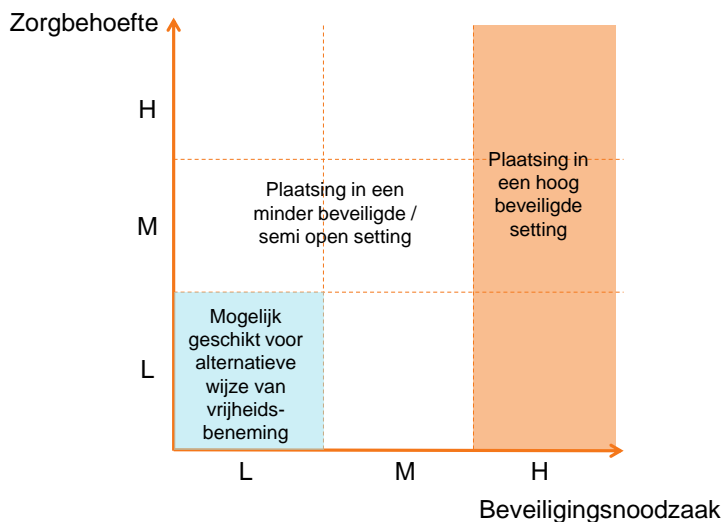 Zorgbehoefte
H
Plaatsing in
een hoog
beveiligde
setting
Plaatsing in een
minder beveiligde /
semi open setting
M
Mogelijk
geschikt voor
alternatieve
wijze van
vrijheids-
beneming
L
L
M
H
Beveiligingsnoodzaak